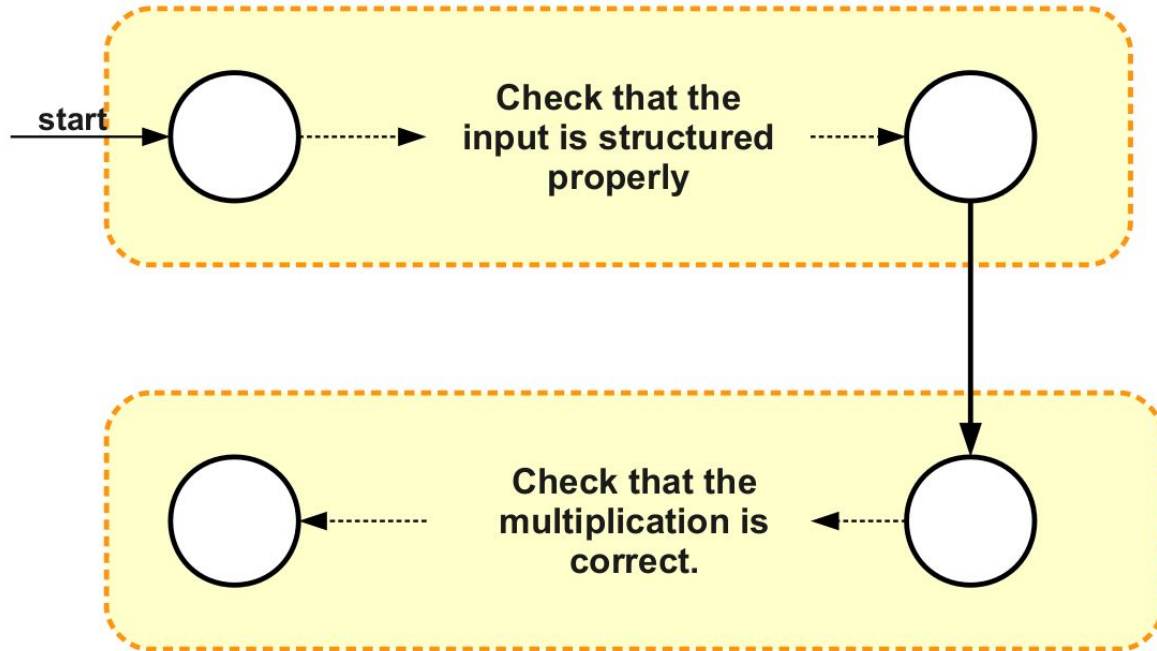 start
Check that the
input is structured
properly
Check that the
multiplication is
correct.